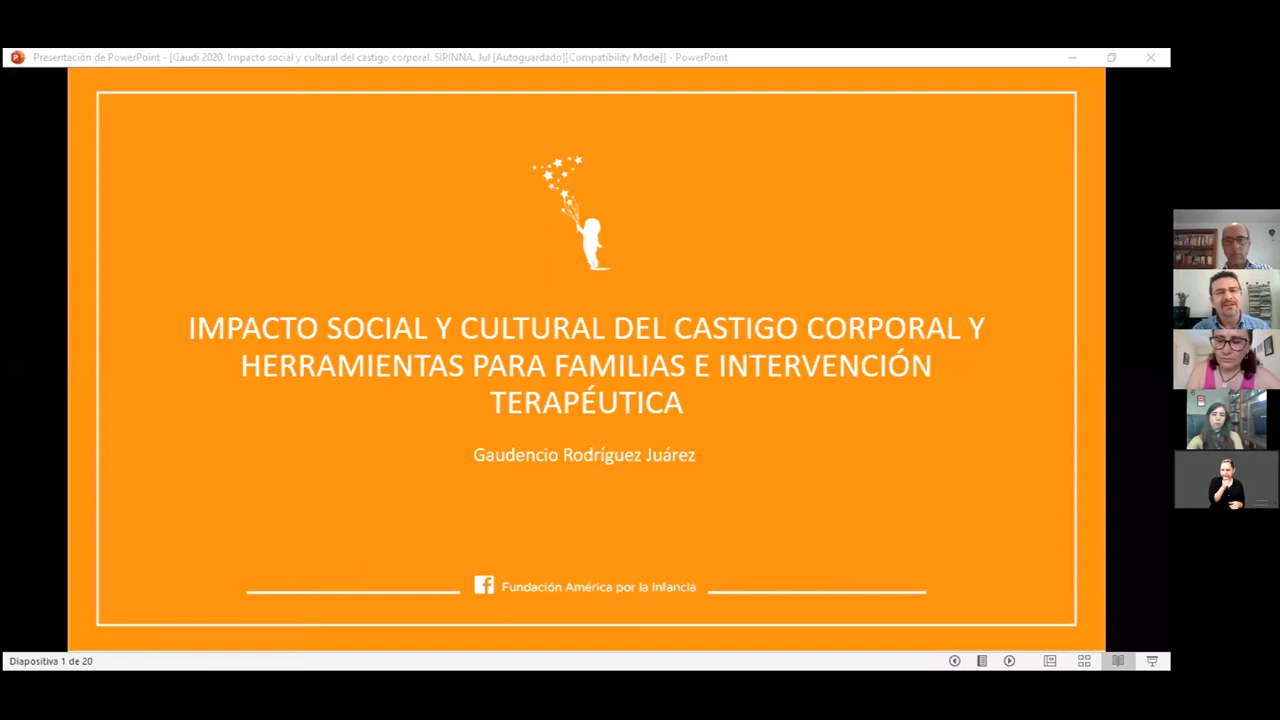 Presentación de PowerPoint - [Gaudi 2020. Impacto social y cultural del castigo corporal. SIPINNA. Jul [Autoguardado][Compatibility Mode]] - PowerPoint
IMPACTO SOCIAL Y CULTURAL DEL CASTIGO CORPORAL Y
HERRAMIENTAS PARA FAMILIAS E INTERVENCIÓN
TERAPÉUTICA
Gaudencio Rodríguez Juárez
Fundación América por la Infancia
Diapositiva 1 de 20